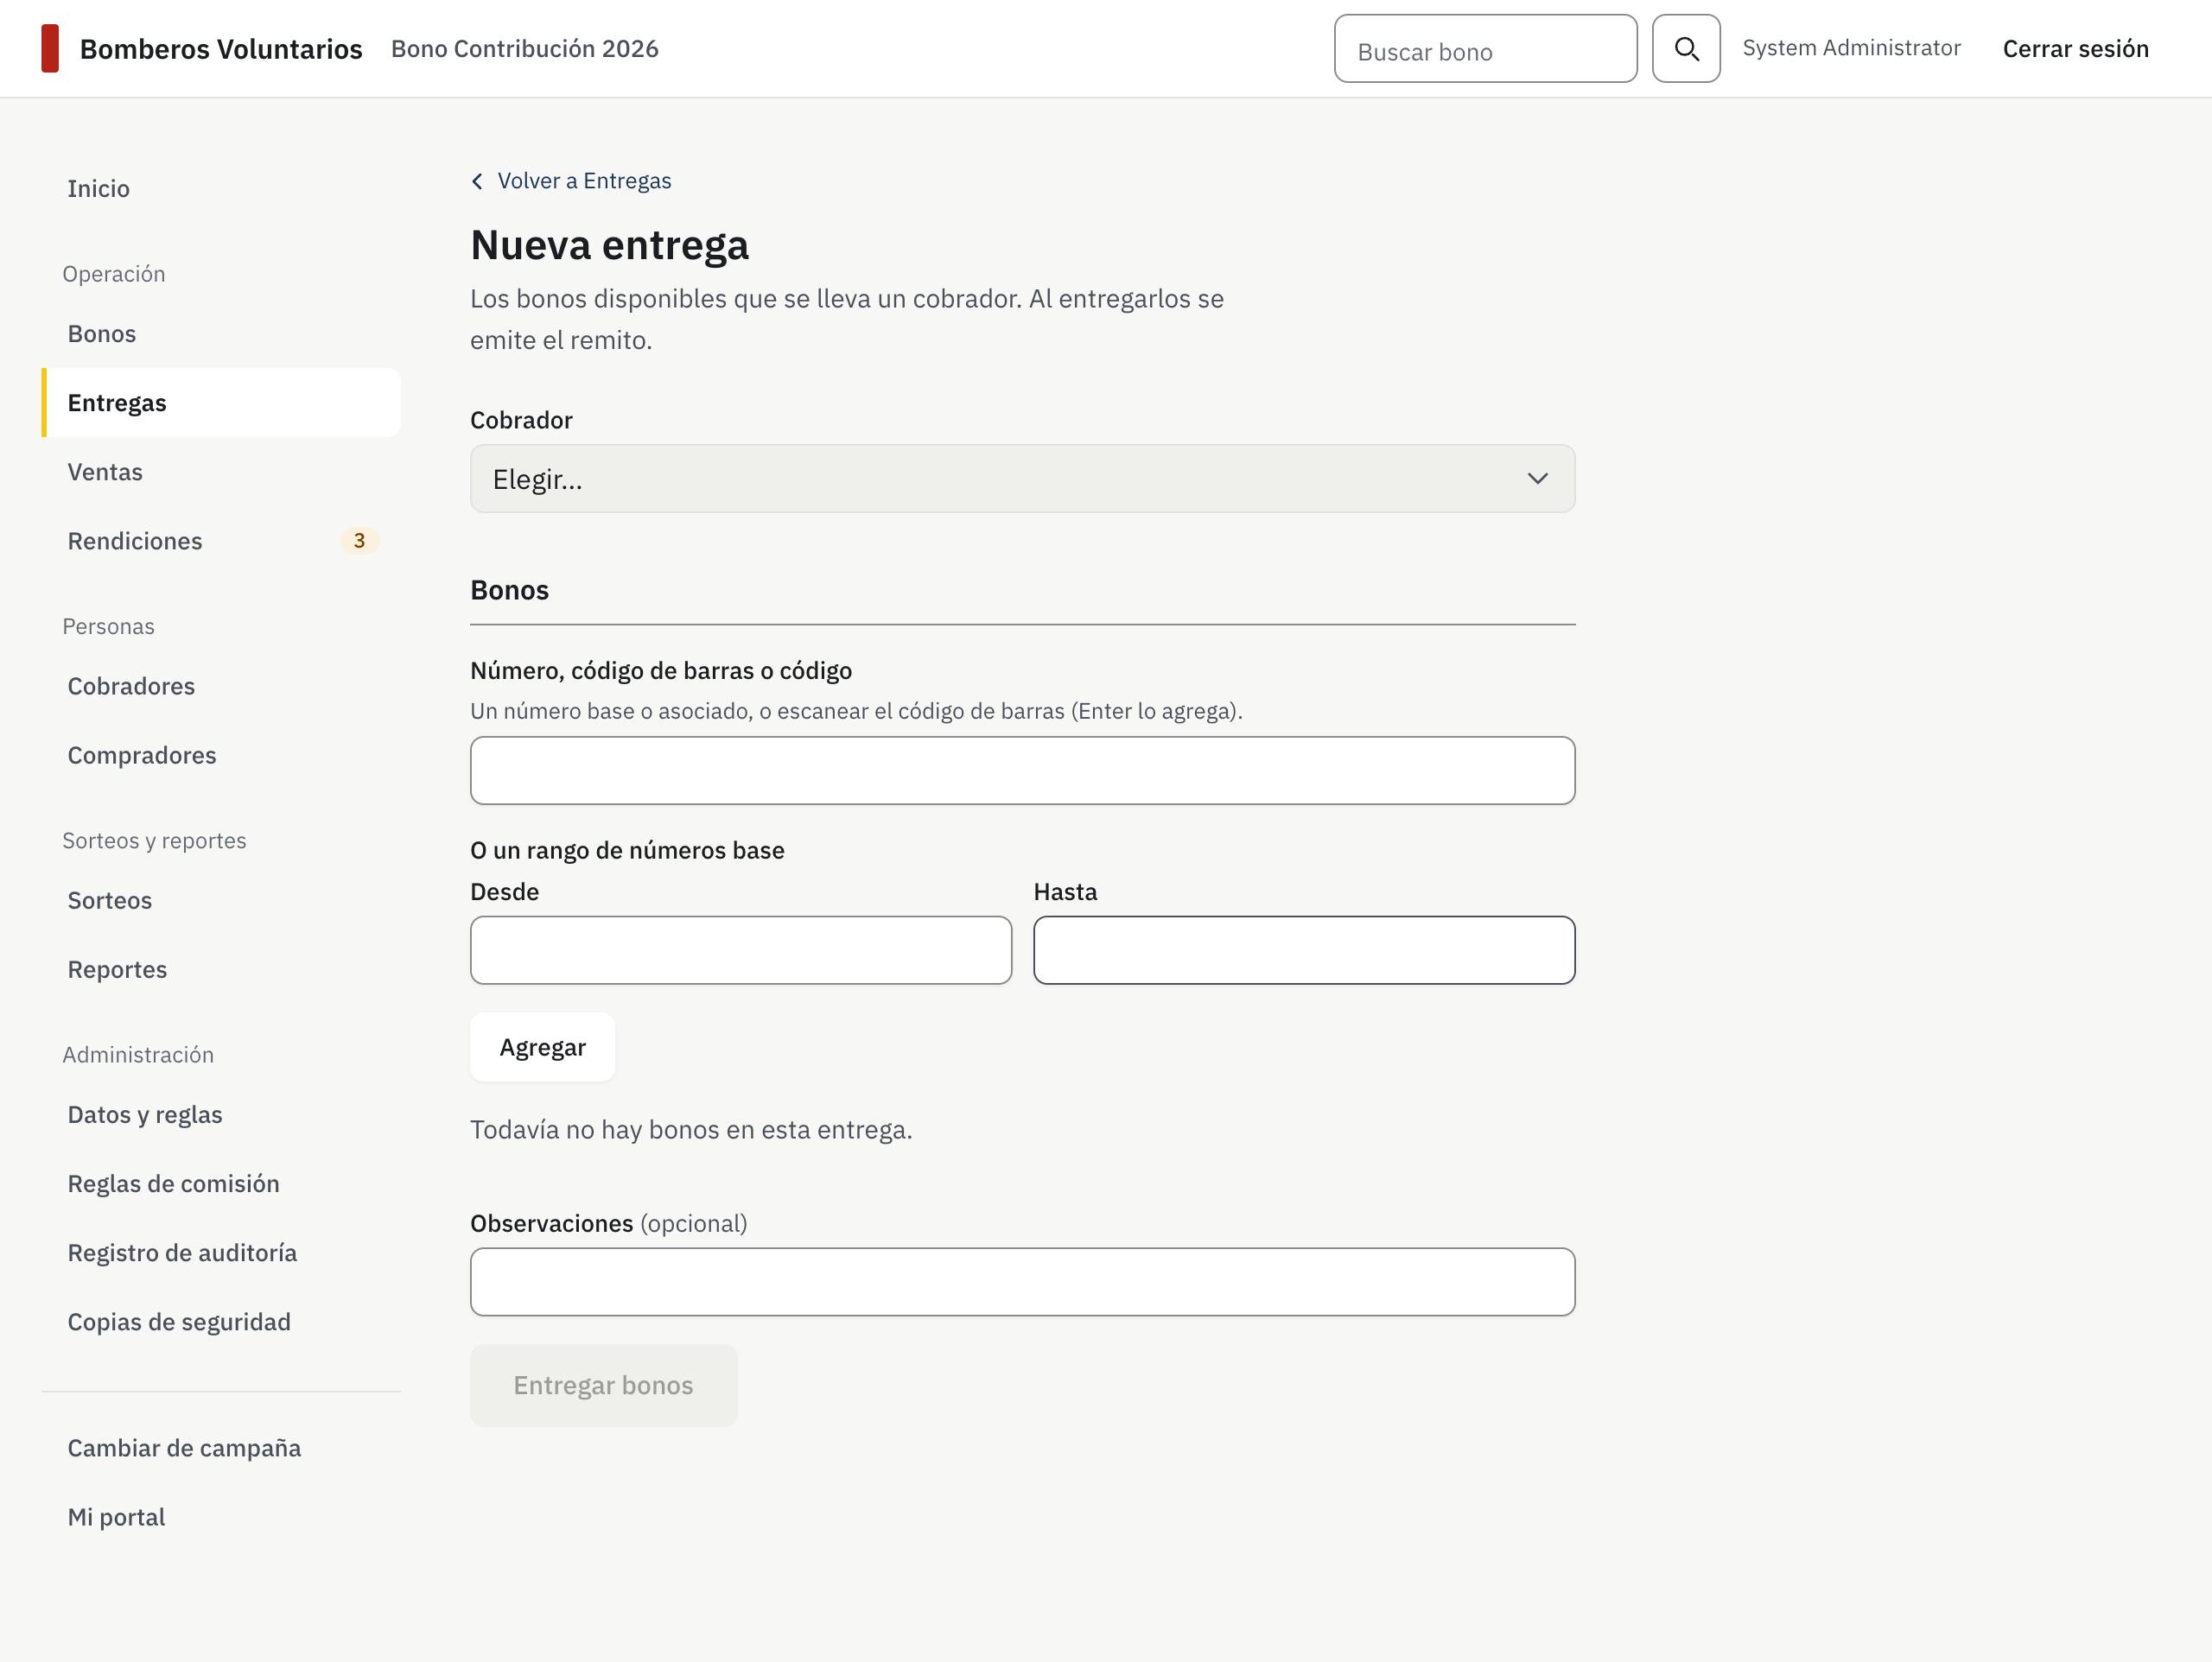 Bomberos Voluntarios
Bono Contribución 2026
Buscar bono
System Administrator
Cerrar sesión
Inicio
Operación
Bonos
Entregas
Ventas
Rendiciones 3
Personas
Cobradores
Compradores
Sorteos y reportes
Sorteos
Reportes
Administración
Datos y reglas
Reglas de comisión
Registro de auditoría
Copias de seguridad
Cambiar de campaña
Mi portal
Volver a Entregas
Nueva entrega
Los bonos disponibles que se lleva un cobrador. Al entregarlos se
emite el remito.
Cobrador
Elegir...
Bonos
Número, código de barras o código
Un número base o asociado, o escanear el código de barras (Enter lo agrega).
O un rango de números base
Desde
Hasta
Agregar
Todavía no hay bonos en esta entrega.
Observaciones (opcional)
Entregar bonos